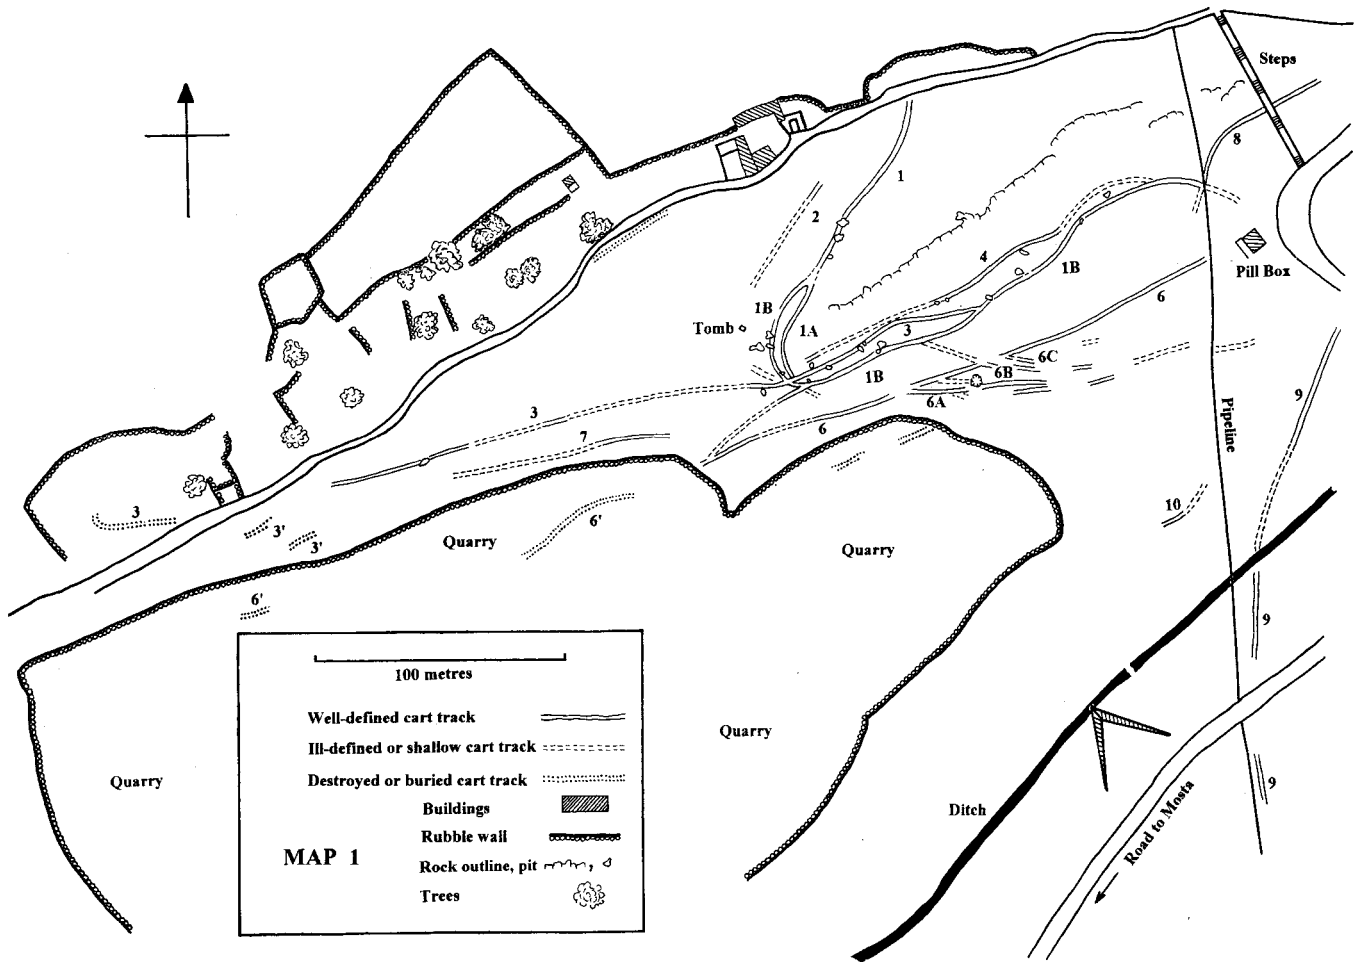 Steps
8
1
2
4
1B
Pill Box
6
1B
Tomb
1A
3
6C
1B
6B
9
6A
3
6
7
Pipeline
10
3
3'
3'
6'
Quarry
Quarry
6'
9
100 metres
Well-defined cart track
Ill-defined or shallow cart track
Quarry
Destroyed or buried cart track
Quarry
9
Buildings
Ditch
Rubble wall
Road to Mosta
MAP 1
Rock outline, pit
,
Trees